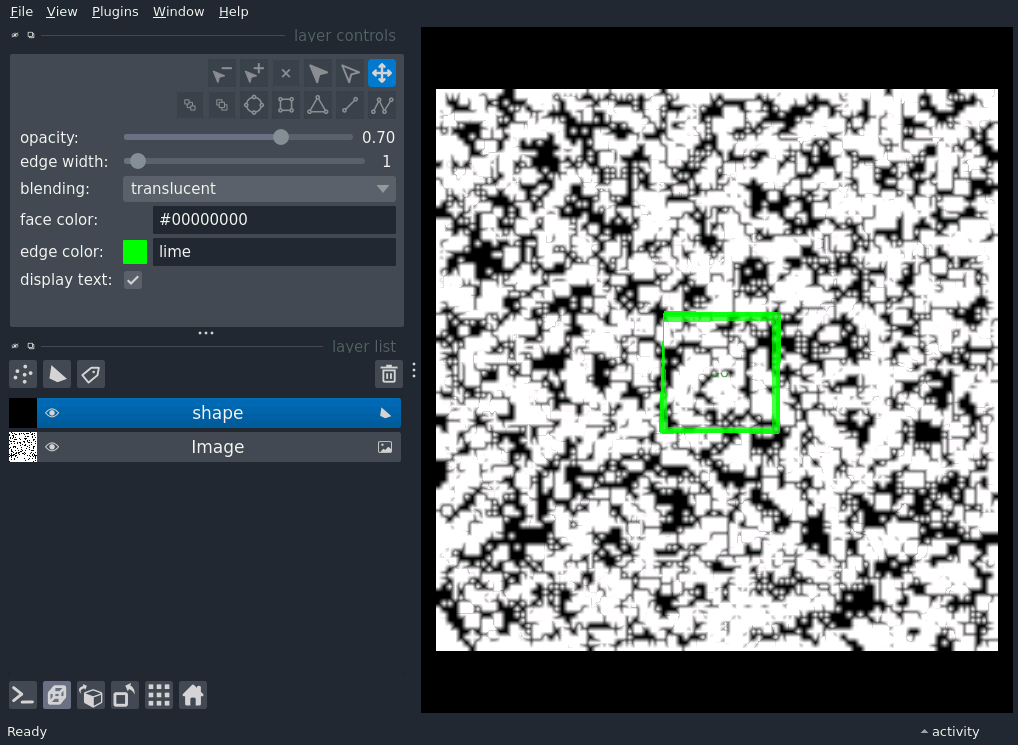 File View Plugins Window Help
layer controls
opacity: 0.70
edge width: 1
blending: translucent
face color: #00000000
edge color: lime
display text:
layer list
shape
Image
Ready
activity